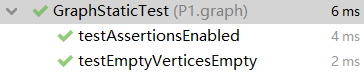 GraphStaticTest (P1.graph) 6 ms
testAssertionsEnabled 4 ms
testEmptyVerticesEmpty 2 ms